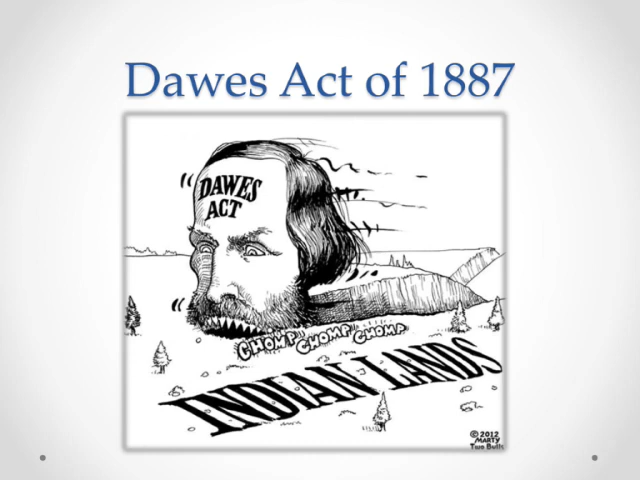 Dawes Act of 1887
DAWES
ACT
CHOMP CHOMP CHOMP
INDIAN LANDS
© 2012
MARTY
Two Bulls